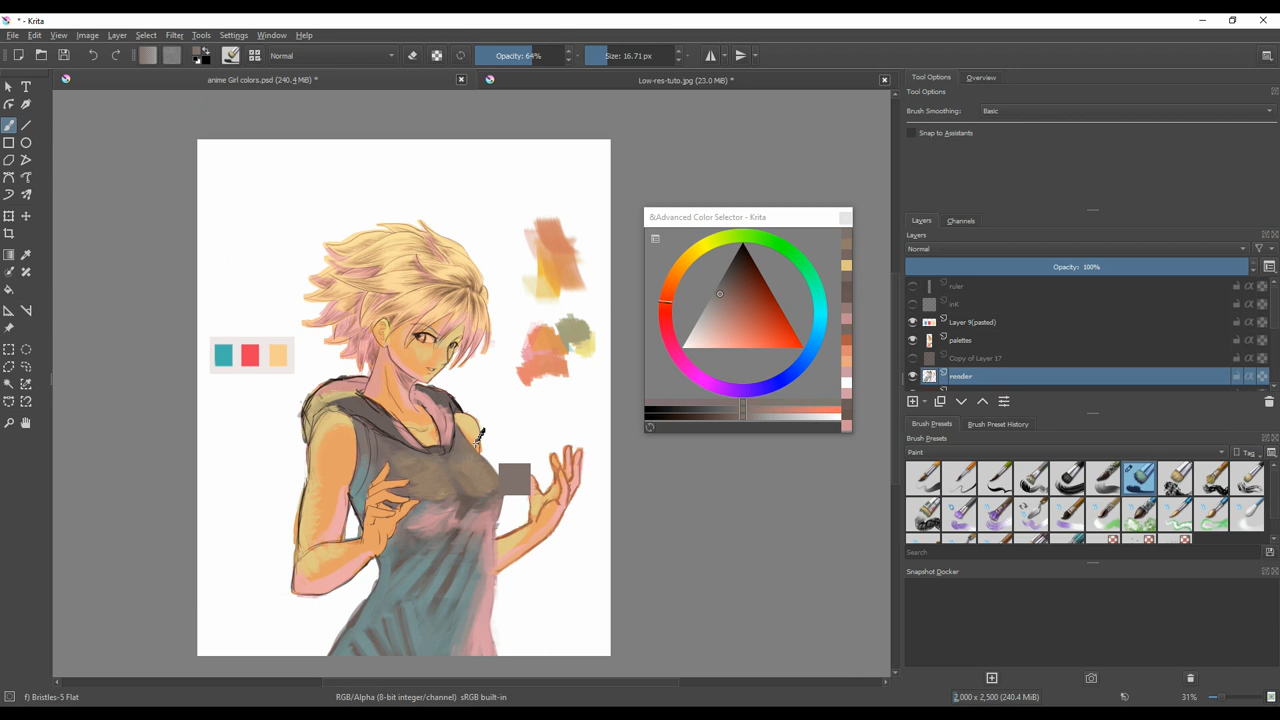 * - Krita
File Edit View Image Layer Select Filter Tools Settings Window Help
Normal Opacity: 64% Size: 16.71 px
anime Girl colors.psd (240.4 MiB) * Low-res-tuto.jpg (23.0 MiB) *
Tool Options Overview
Tool Options
Brush Smoothing: Basic
Snap to Assistants
&Advanced Color Selector - Krita
Layers Channels
Layers
Normal
Opacity: 100%
ruler
inK
Layer 9(pasted)
palettes
Copy of Layer 17
render
Brush Presets Brush Preset History
Brush Presets
Paint Tag
Search
Snapshot Docker
f) Bristles-5 Flat RGB/Alpha (8-bit integer/channel) sRGB built-in 2,000 x 2,500 (240.4 MiB) 31%